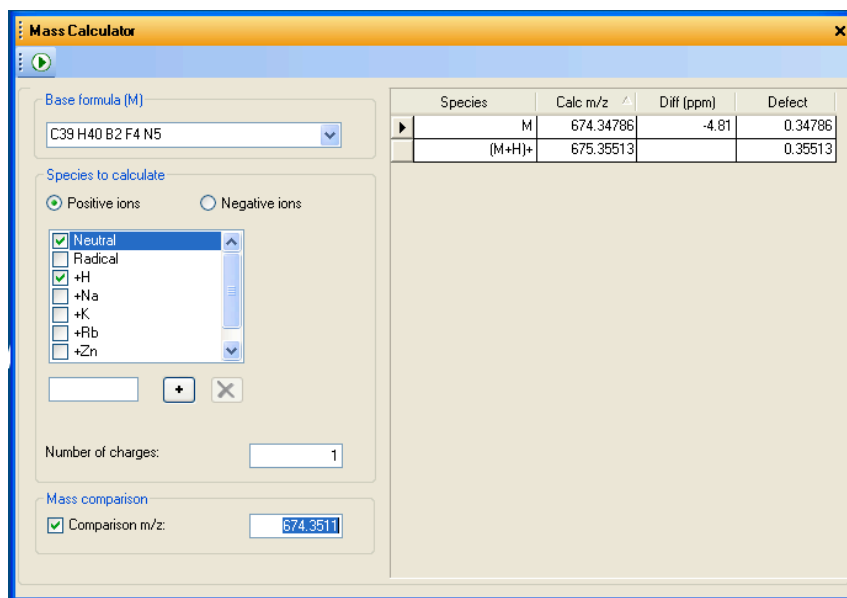 Mass Calculator
Base formula (M)
C39 H40 B2 F4 N5
Species to calculate
Positive ions Negative ions
Neutral
Radical
+H
+Na
+K
+Rb
+Zn
+
Number of charges: 1
Mass comparison
Comparison m/z: 674.3511
Species Calc m/z Diff (ppm) Defect
M 674.34786 -4.81 0.34786
(M+H)+ 675.35513 0.35513